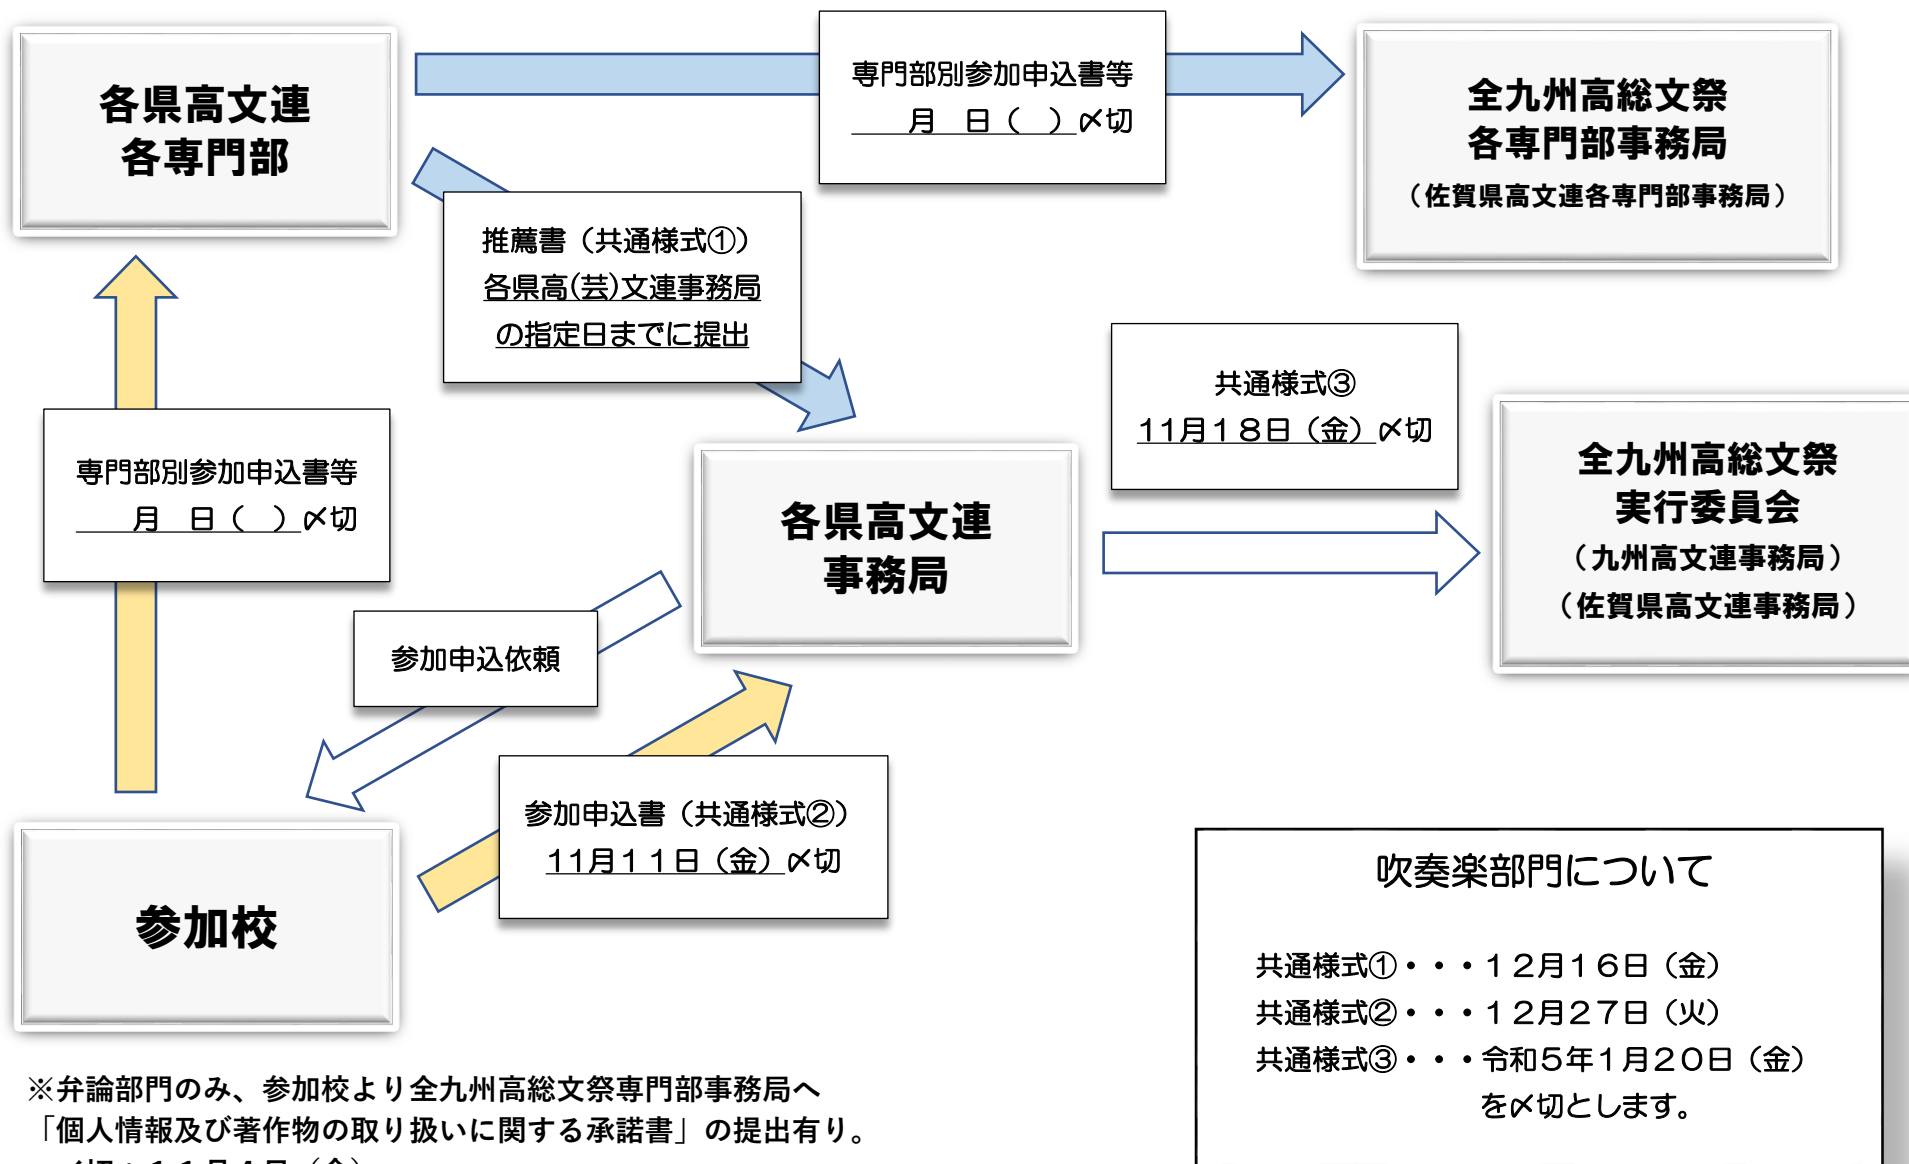 各県高文連
各専門部
専門部別参加申込書等
月　日（　）〆切
全九州高総文祭
各専門部事務局
（佐賀県高文連各専門部事務局）
推薦書（共通様式①）
各県高(芸)文連事務局
の指定日までに提出
共通様式③
11月１８日（金）〆切
専門部別参加申込書等
月　日（　）〆切
各県高文連
事務局
全九州高総文祭
実行委員会
（九州高文連事務局）
（佐賀県高文連事務局）
参加申込依頼
参加申込書（共通様式②）
11月１１日（金）〆切
参加校
吹奏楽部門について
共通様式①・・・１２月１６日（金）
共通様式②・・・１２月２７日（火）
共通様式③・・・令和５年１月２０日（金）
を〆切とします。
※弁論部門のみ、参加校より全九州高総文祭専門部事務局へ
「個人情報及び著作物の取り扱いに関する承諾書」の提出有り。
〆切：１１月４日（金）